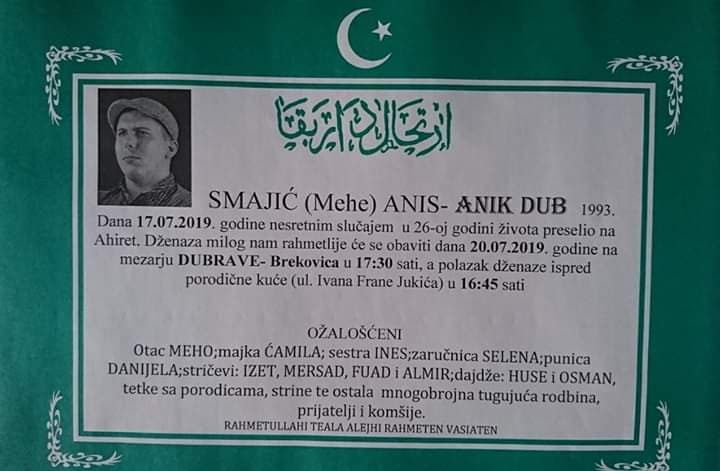 ارتحال دار بقا
SMAJIĆ (Mehe) ANIS- ANIK DUB 1993.
Dana 17.07.2019. godine nesretnim slučajem u 26-oj godini života preselio na
Ahiret. Dženaza milog nam rahmetlije će se obaviti dana 20.07.2019. godine na
mezarju DUBRAVE- Brekovica u 17:30 sati, a polazak dženaze ispred
porodične kuće (ul. Ivana Frane Jukića) u 16:45 sati
OŽALOŠĆENI
Otac MEHO;majka ĆAMILA; sestra INES;zaručnica SELENA;punica
DANIJELA;stričevi: IZET, MERSAD, FUAD i ALMIR;dajdže: HUSE i OSMAN,
tetke sa porodicama, strine te ostala mnogobrojna tugujuća rodbina,
prijatelji i komšije.
RAHMETULLAHI TEALA ALEJHI RAHMETEN VASIATEN